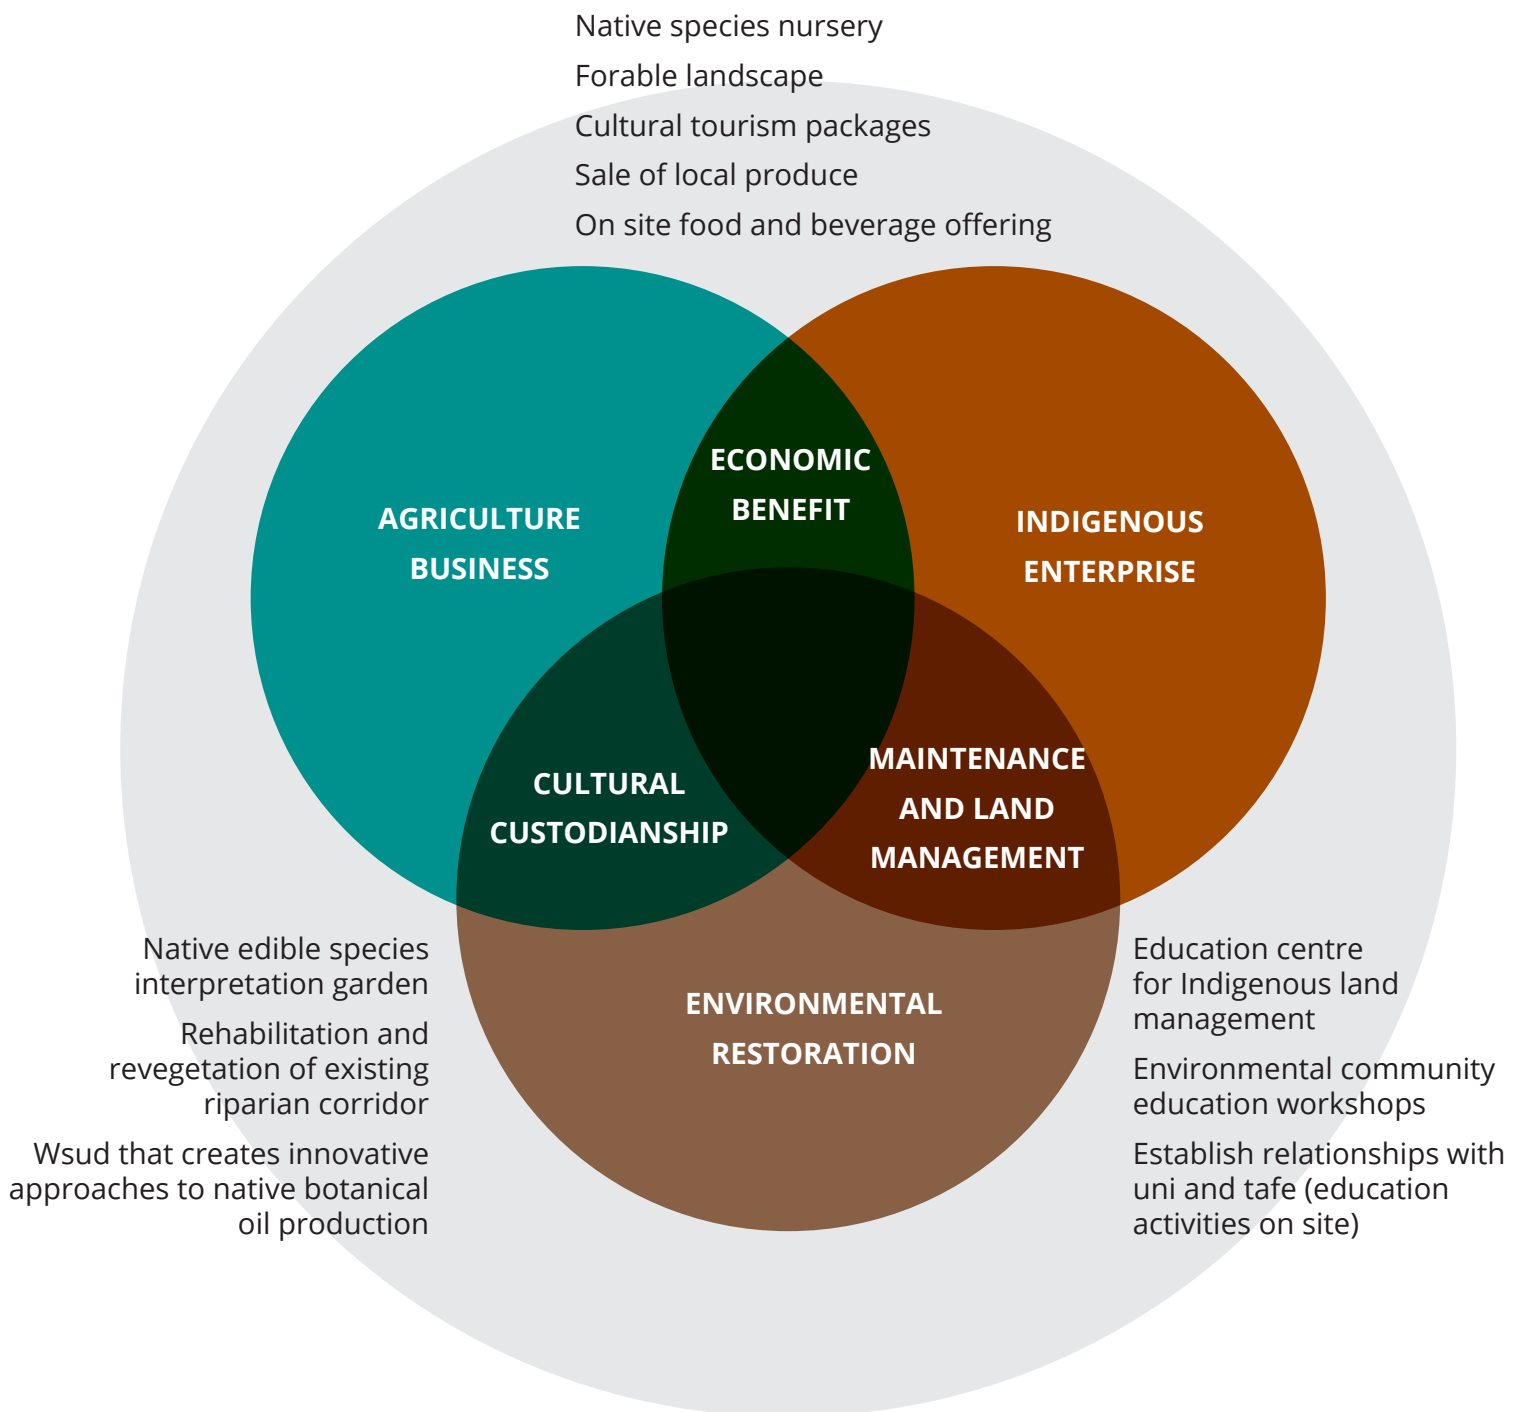 Native species nursery
Forable landscape
Cultural tourism packages
Sale of local produce
On site food and beverage offering
ECONOMIC
BENEFIT
AGRICULTURE
BUSINESS
INDIGENOUS
ENTERPRISE
CULTURAL
CUSTODIANSHIP
MAINTENANCE
AND LAND
MANAGEMENT
ENVIRONMENTAL
RESTORATION
Native edible species
interpretation garden
Rehabilitation and
revegetation of existing
riparian corridor
Wsud that creates innovative
approaches to native botanical
oil production
Education centre
for Indigenous land
management
Environmental community
education workshops
Establish relationships with
uni and tafe (education
activities on site)